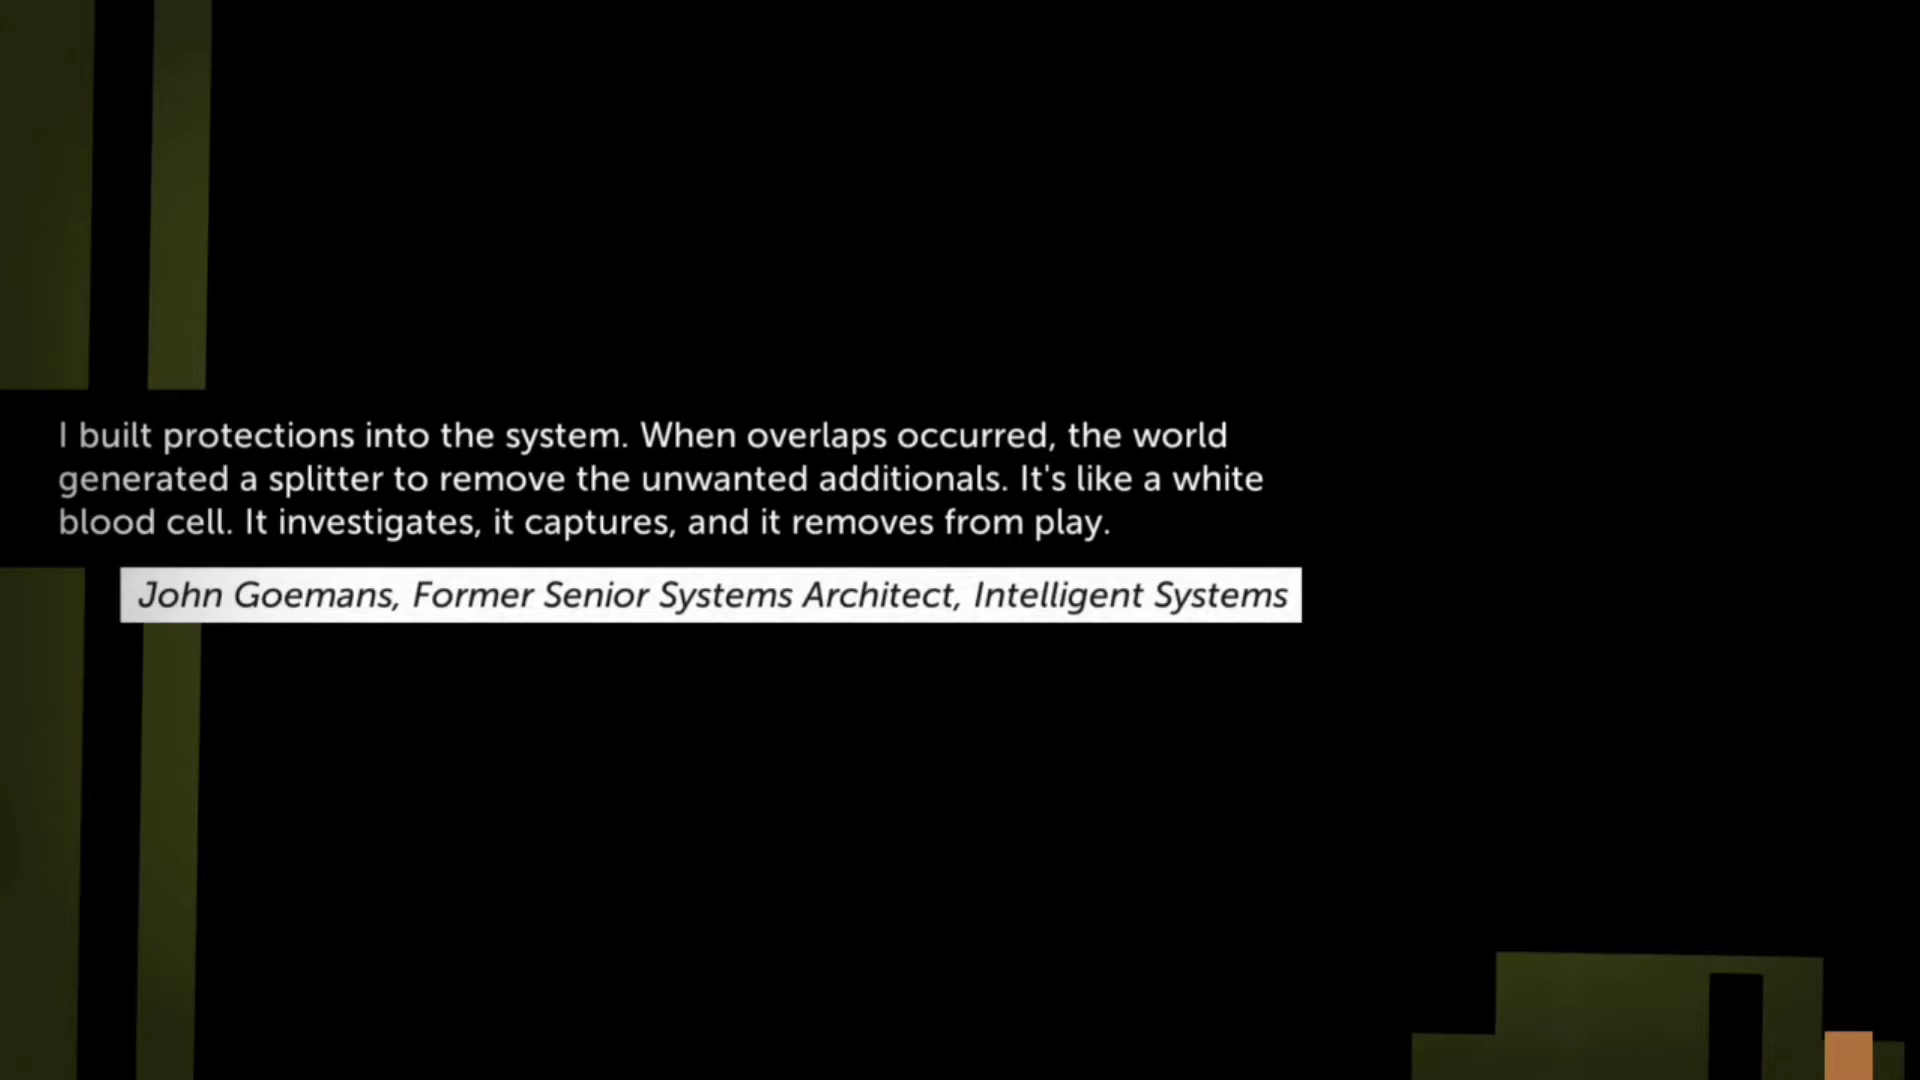 I built protections into the system. When overlaps occurred, the world
generated a splitter to remove the unwanted additionals. It's like a white
blood cell. It investigates, it captures, and it removes from play.
John Goemans, Former Senior Systems Architect, Intelligent Systems